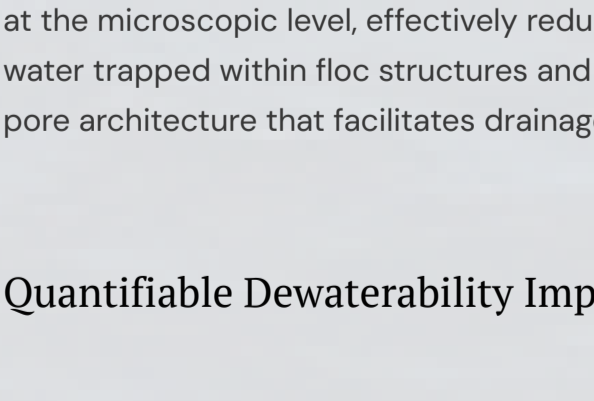 at the microscopic level, effectively redu
water trapped within floc structures and
pore architecture that facilitates drainage
Quantifiable Dewaterability Imp